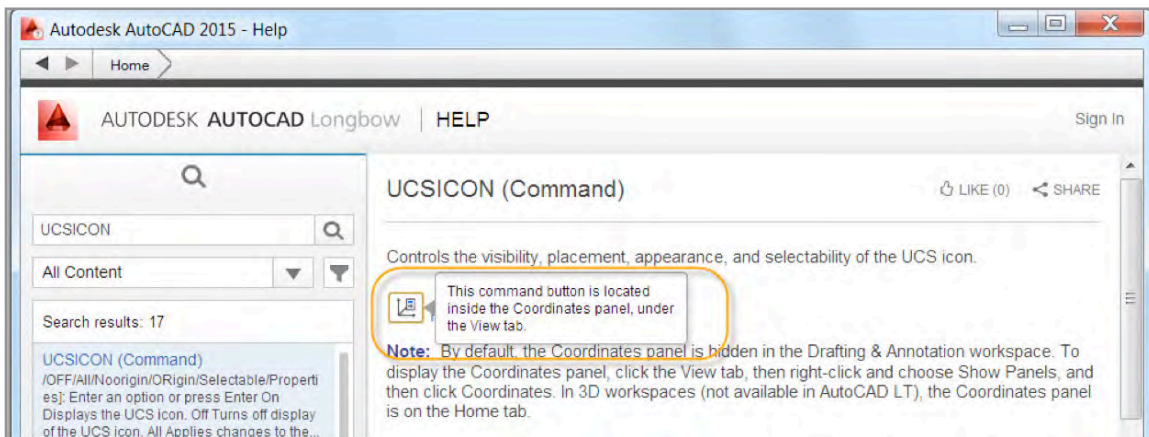 Autodesk AutoCAD 2015 - Help
Home
AUTODESK AUTOCAD Longbow | HELP
Sign In
UCSICON (Command)
LIKE (0) SHARE
UCSICON
All Content
Search results: 17
UCSICON (Command)
/OFF/All/Noorigin/ORigin/Selectable/Properti
es]: Enter an option or press Enter On
Displays the UCS icon. Off Turns off display
of the UCS icon. All Applies changes to the...
Controls the visibility, placement, appearance, and selectability of the UCS icon.
This command button is located
inside the Coordinates panel, under
the View tab.
Note: By default, the Coordinates panel is hidden in the Drafting & Annotation workspace. To
display the Coordinates panel, click the View tab, then right-click and choose Show Panels, and
then click Coordinates. In 3D workspaces (not available in AutoCAD LT), the Coordinates panel
is on the Home tab.